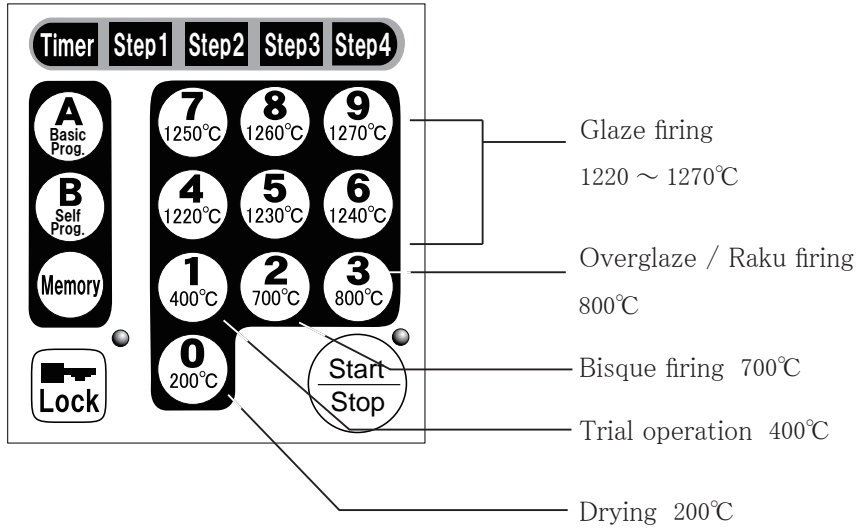 Timer Step1 Step2 Step3 Step4
A
Basic
Prog.
7
1250℃
8
1260℃
9
1270℃
B
Self
Prog.
4
1220℃
5
1230℃
6
1240℃
Memory
1
400℃
2
700℃
3
800℃
Lock
0
200℃
Start
Stop
Glaze firing
1220 ～ 1270℃
Overglaze / Raku firing
800℃
Bisque firing 700℃
Trial operation 400℃
Drying 200℃